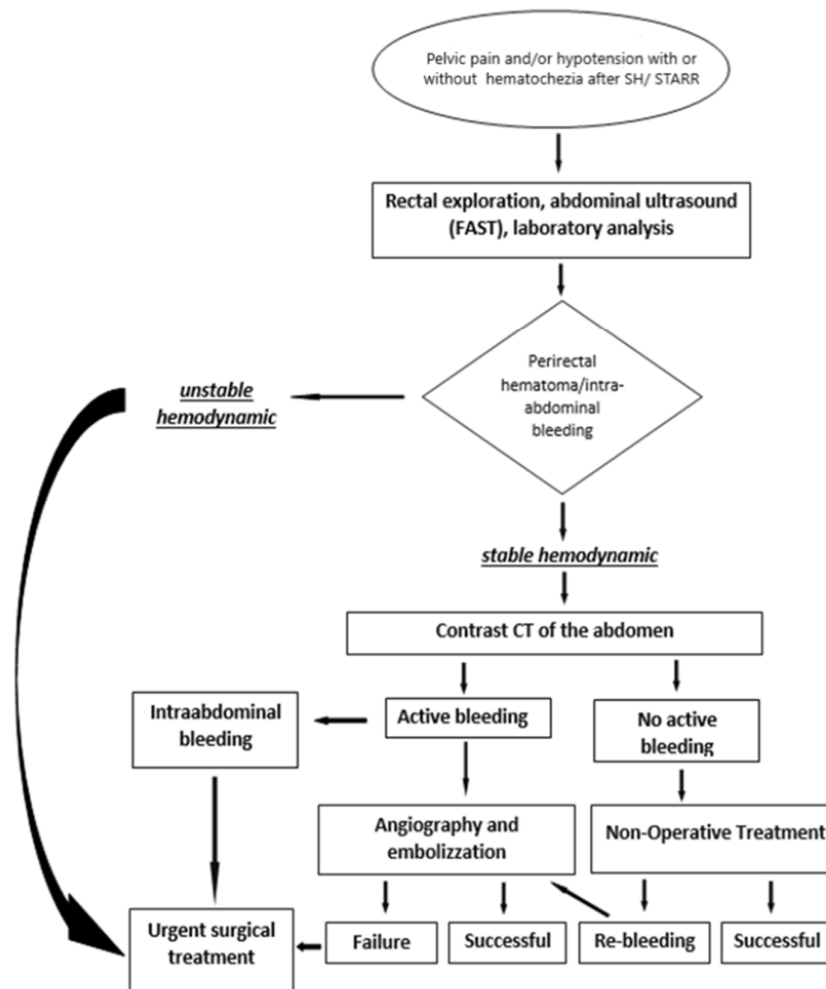 Pelvic pain and/or hypotension with or
without hematochezia after SH/ STARR
Rectal exploration, abdominal ultrasound
(FAST), laboratory analysis
Perirectal
hematoma/intra-
abdominal
bleeding
unstable
hemodynamic
stable hemodynamic
Contrast CT of the abdomen
Intraabdominal
bleeding
Active bleeding
No active
bleeding
Angiography and
embolizzation
Non-Operative Treatment
Urgent surgical
treatment
Failure
Successful
Re-bleeding
Successful